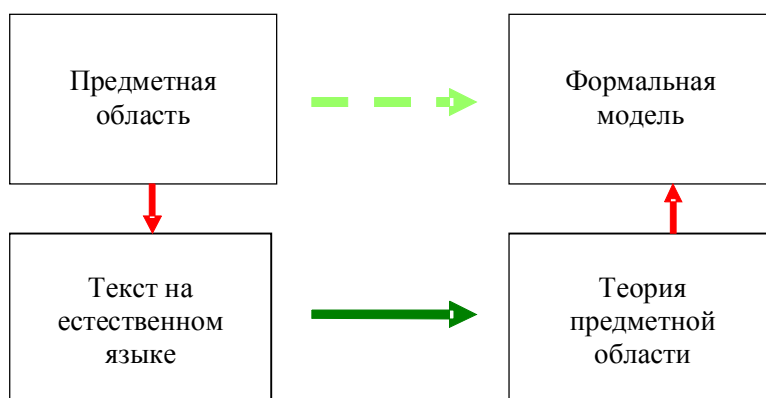 Предметная
область
Формальная
модель
Текст на
естественном
языке
Теория
предметной
области